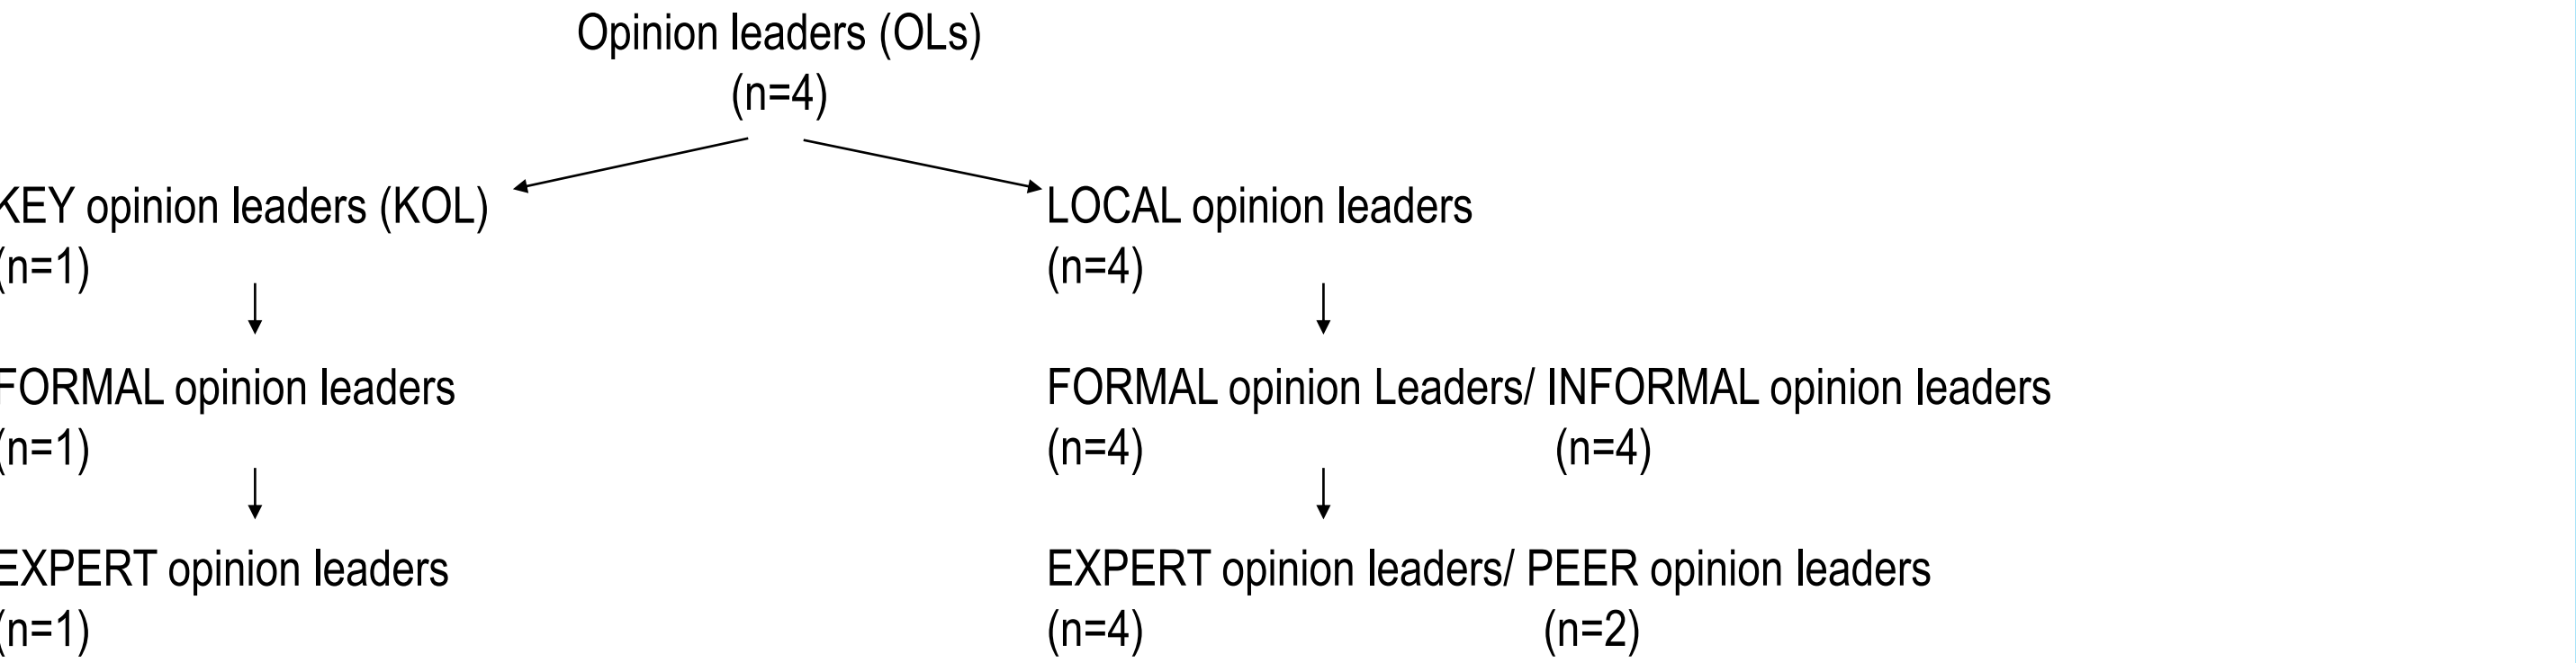 Opinion leaders (OLs)
(n=4)
KEY opinion leaders (KOL)
(n=1)
LOCAL opinion leaders
(n=4)
FORMAL opinion leaders
(n=1)
FORMAL opinion Leaders/ INFORMAL opinion leaders
(n=4) (n=4)
EXPERT opinion leaders
(n=1)
EXPERT opinion leaders/ PEER opinion leaders
(n=4) (n=2)